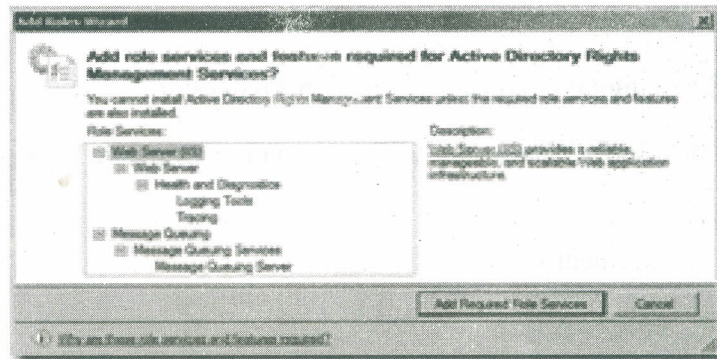 Add Roles Wizard
Add role services and features required for Active Directory Rights
Management Services?
You cannot install Active Directory Rights Management Services unless the required role services and features
are also installed.
Role Services:
Description:
Web Server (IIS)
Web Server
Health and Diagnostics
Logging Tools
Tracing
Message Queuing
Message Queuing Services
Message Queuing Server
Web Server (IIS) provides a reliable,
manageable, and scalable Web application
infrastructure.
Add Required Role Services
Cancel
Why are these role services and features required?